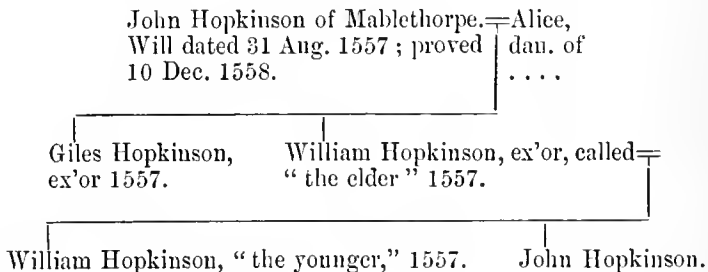 John Hopkinson of Mablethorpe.=Alice,
Will dated 31 Aug. 1557 ; proved dau. of
10 Dec. 1558. . . . .
Giles Hopkinson, William Hopkinson, ex'or, called=
ex'or 1557. “ the elder ” 1557.
William Hopkinson, “ the younger,” 1557. John Hopkinson.